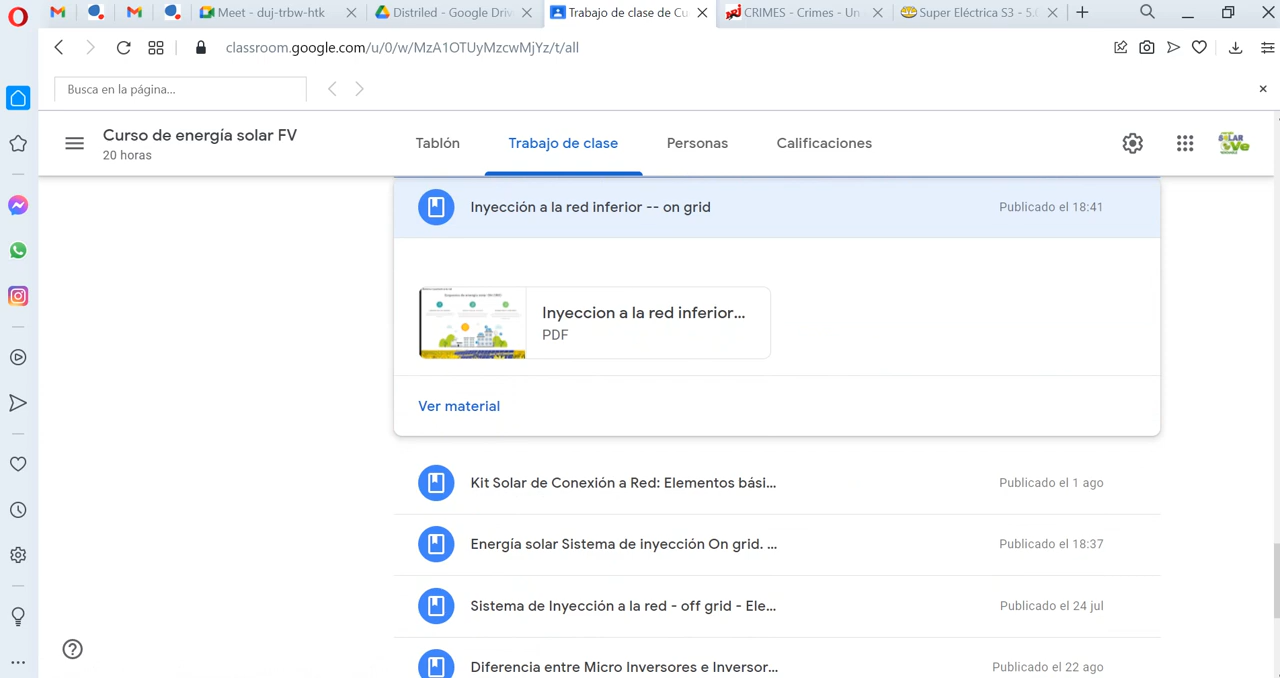 Meet - duj-trbw-htk
Distriled - Google Driv
Trabajo de clase de Cu
CRIMES - Crimes - Un
Super Eléctrica S3 - 5.
classroom.google.com/u/0/w/MzA1OTUyMzcwMjYz/t/all
Busca en la página...
Curso de energía solar FV
20 horas
Tablón
Trabajo de clase
Personas
Calificaciones
Inyección a la red inferior -- on grid
Publicado el 18:41
Inyeccion a la red inferior...
PDF
Ver material
Kit Solar de Conexión a Red: Elementos bási...
Publicado el 1 ago
Energía solar Sistema de inyección On grid. ...
Publicado el 18:37
Sistema de Inyección a la red - off grid - Ele...
Publicado el 24 jul
Diferencia entre Micro Inversores e Inversor...
Publicado el 22 ago